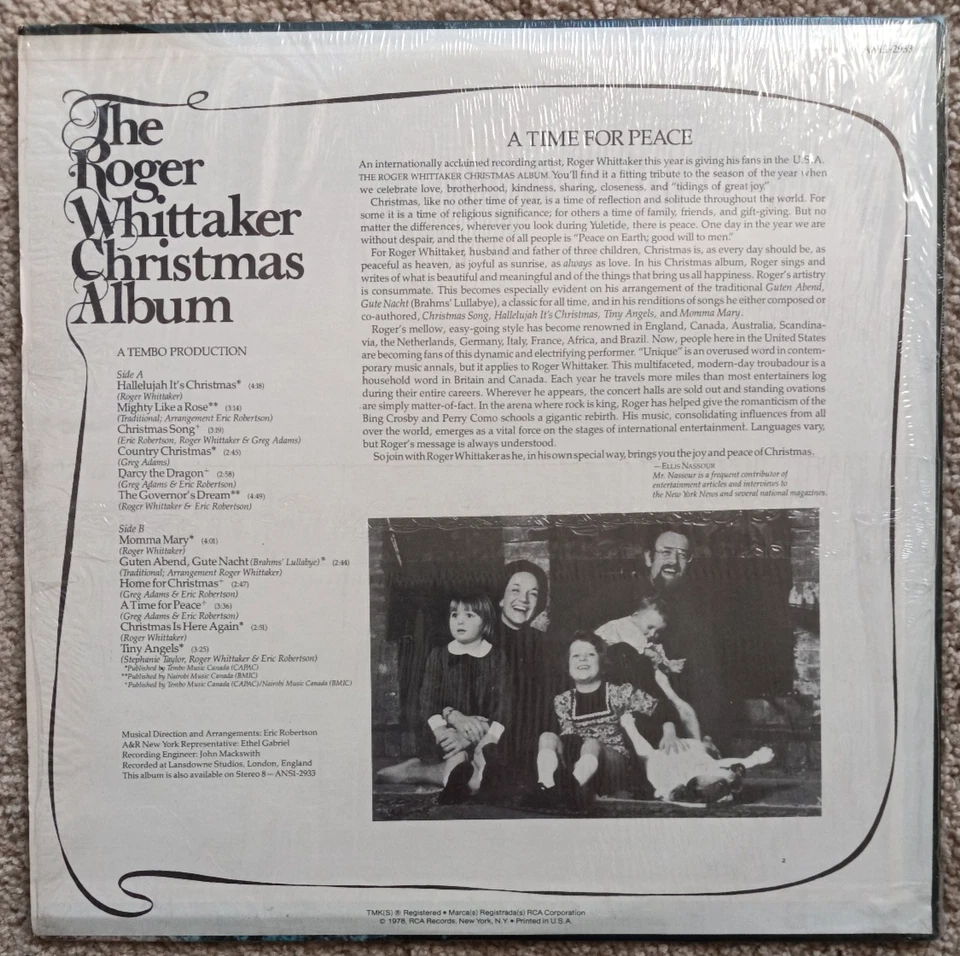 The
Roger
Whittaker
Christmas
Album
A TEMBO PRODUCTION
Side A
Hallelujah It's Christmas* (4:18)
(Roger Whittaker)
Mighty Like a Rose** (3:14)
(Traditional; Arrangement Eric Robertson)
Christmas Song+ (3:19)
(Eric Robertson, Roger Whittaker & Greg Adams)
Country Christmas* (2:45)
(Greg Adams)
Darcy the Dragon+ (2:58)
(Greg Adams & Eric Robertson)
The Governor's Dream** (4:49)
(Roger Whittaker & Eric Robertson)
Side B
Momma Mary* (4:01)
(Roger Whittaker)
Guten Abend, Gute Nacht (Brahms' Lullabye)* (2:44)
(Traditional; Arrangement Roger Whittaker)
Home for Christmas+ (2:47)
(Greg Adams & Eric Robertson)
A Time for Peace+ (3:36)
(Greg Adams & Eric Robertson)
Christmas Is Here Again* (2:51)
(Roger Whittaker)
Tiny Angels* (3:25)
(Stephanie Taylor, Roger Whittaker & Eric Robertson)
*Published by Tembo Music Canada (CAPAC)
**Published by Nairobi Music Canada (BMIC)
+Published by Tembo Music Canada (CAPAC)/Nairobi Music Canada (BMIC)
Musical Direction and Arrangements: Eric Robertson
A&R New York Representative: Ethel Gabriel
Recording Engineer: John Mackswith
Recorded at Lansdowne Studios, London, England
This album is also available on Stereo 8—ANS1-2933
A TIME FOR PEACE
An internationally acclaimed recording artist, Roger Whittaker this year is giving his fans in the U.S.A.
THE ROGER WHITTAKER CHRISTMAS ALBUM. You'll find it a fitting tribute to the season of the year when
we celebrate love, brotherhood, kindness, sharing, closeness, and "tidings of great joy."
Christmas, like no other time of year, is a time of reflection and solitude throughout the world. For
some it is a time of religious significance; for others a time of family, friends, and gift-giving. But no
matter the differences, wherever you look during Yuletide, there is peace. One day in the year we are
without despair, and the theme of all people is "Peace on Earth; good will to men."
For Roger Whittaker, husband and father of three children, Christmas is, as every day should be, as
peaceful as heaven, as joyful as sunrise, as always as love. In his Christmas album, Roger sings and
writes of what is beautiful and meaningful and of the things that bring us all happiness. Roger's artistry
is consummate. This becomes especially evident on his arrangement of the traditional Guten Abend,
Gute Nacht (Brahms' Lullabye), a classic for all time, and in his renditions of songs he either composed or
co-authored, Christmas Song, Hallelujah It's Christmas, Tiny Angels, and Momma Mary.
Roger's mellow, easy-going style has become renowned in England, Canada, Australia, Scandina-
via, the Netherlands, Germany, Italy, France, Africa, and Brazil. Now, people here in the United States
are becoming fans of this dynamic and electrifying performer. "Unique" is an overused word in contem-
porary music annals, but it applies to Roger Whittaker. This multifaceted, modern-day troubadour is a
household word in Britain and Canada. Each year he travels more miles than most entertainers log
during their entire careers. Wherever he appears, the concert halls are sold out and standing ovations
are simply matter-of-fact. In the arena where rock is king, Roger has helped give the romanticism of the
Bing Crosby and Perry Como schools a gigantic rebirth. His music, consolidating influences from all
over the world, emerges as a vital force on the stages of international entertainment. Languages vary,
but Roger's message is always understood.
So join with Roger Whittaker as he, in his own special way, brings you the joy and peace of Christmas.
—ELLIS NASSOUR
Mr. Nassour is a frequent contributor of
entertainment articles and interviews to
the New York News and several national magazines.
2
TMK(S) ® Registered • Marca(s) Registrada(s) RCA Corporation
© 1978, RCA Records, New York, N.Y. • Printed in U.S.A.